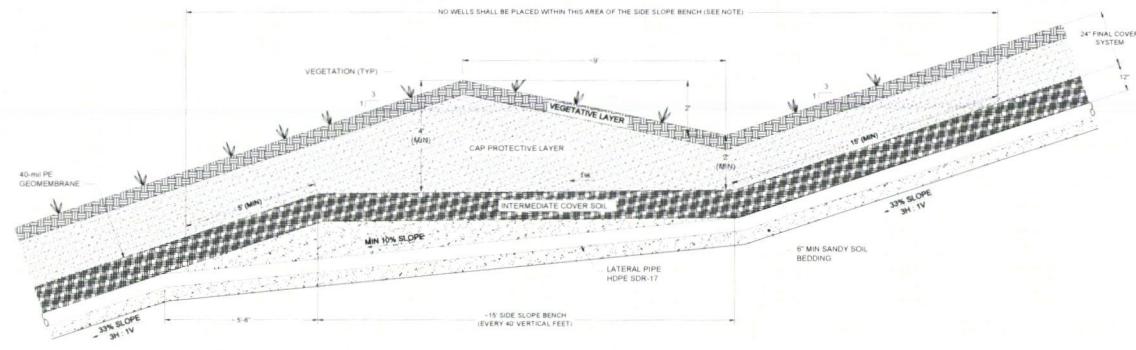 NO WELLS SHALL BE PLACED WITHIN THIS AREA OF THE SIDE SLOPE BENCH (SEE NOTE)
24" FINAL COVER
SYSTEM
12"
~9'
VEGETATION (TYP)
3
1
2'
3
1
VEGETATIVE LAYER
4'
(MIN)
CAP PROTECTIVE LAYER
2'
(MIN)
15' (MIN)
40-mil PE
GEOMEMBRANE
5' (MIN)
INTERMEDIATE COVER SOIL
33% SLOPE
3H : 1V
MIN 10% SLOPE
6" MIN SANDY SOIL
BEDDING
LATERAL PIPE
HDPE SDR-17
~15' SIDE SLOPE BENCH
(EVERY 40' VERTICAL FEET)
5'-6"
33% SLOPE
3H : 1V